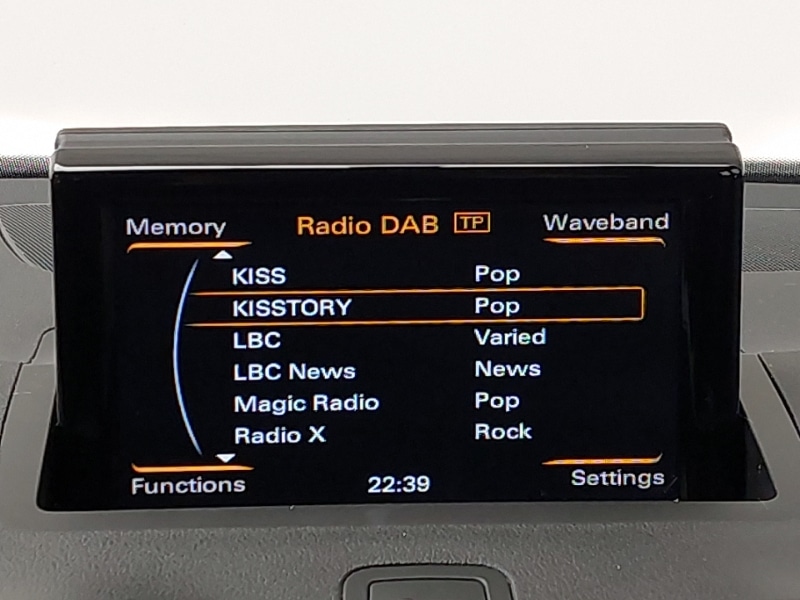 Memory Radio DAB TP Waveband
KISS Pop
KISSTORY Pop
LBC Varied
LBC News News
Magic Radio Pop
Radio X Rock
Functions 22:39 Settings